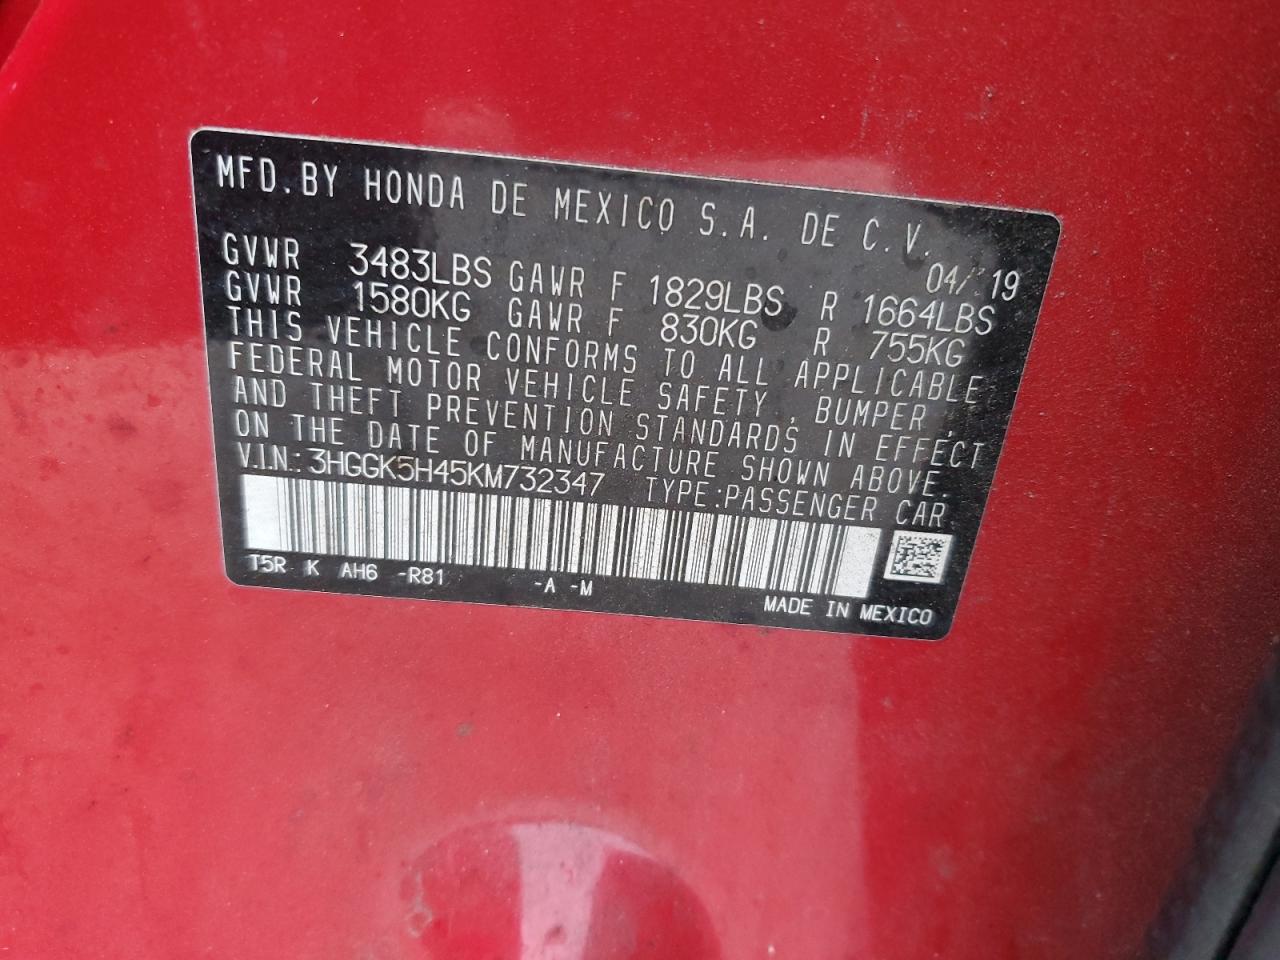 MFD. BY HONDA DE MEXICO S.A. DE C.V.
04/19
GVWR 3483LBS GAWR F 1829LBS R 1664LBS
GVWR 1580KG GAWR F 830KG R 755KG
THIS VEHICLE CONFORMS TO ALL APPLICABLE
FEDERAL MOTOR VEHICLE SAFETY, BUMPER,
AND THEFT PREVENTION STANDARDS IN EFFECT
ON THE DATE OF MANUFACTURE SHOWN ABOVE.
V.I.N.: 3HGGK5H45KM732347 TYPE:PASSENGER CAR
T5R K AH6 -R81 -A -M
MADE IN MEXICO